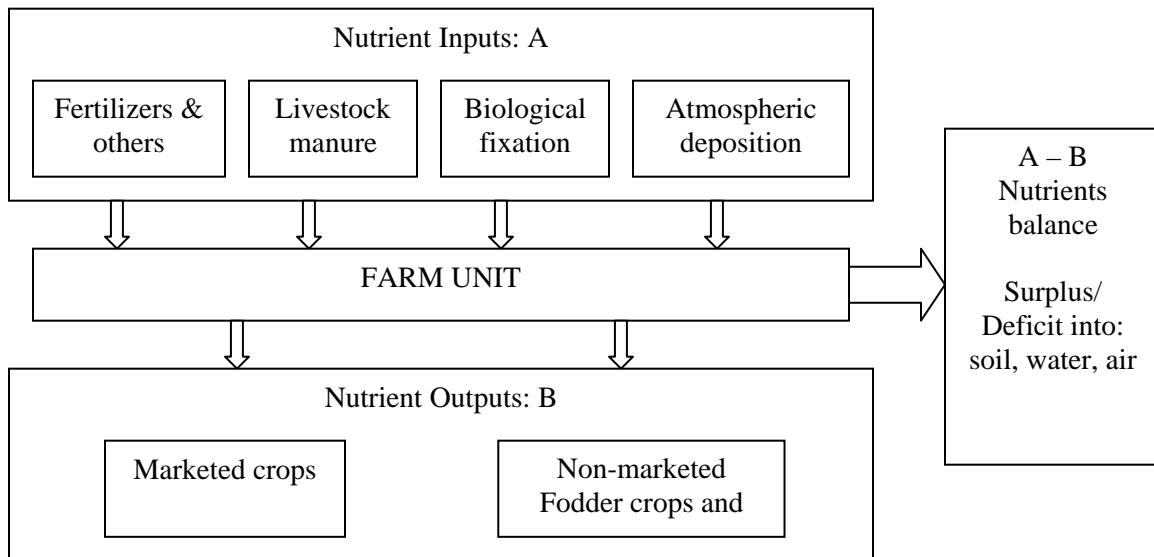 Nutrient Inputs: A
Fertilizers &
others
Livestock
manure
Biological
fixation
Atmospheric
deposition
FARM UNIT
A – B
Nutrients
balance
Surplus/
Deficit into:
soil, water, air
Nutrient Outputs: B
Marketed crops
Non-marketed
Fodder crops and